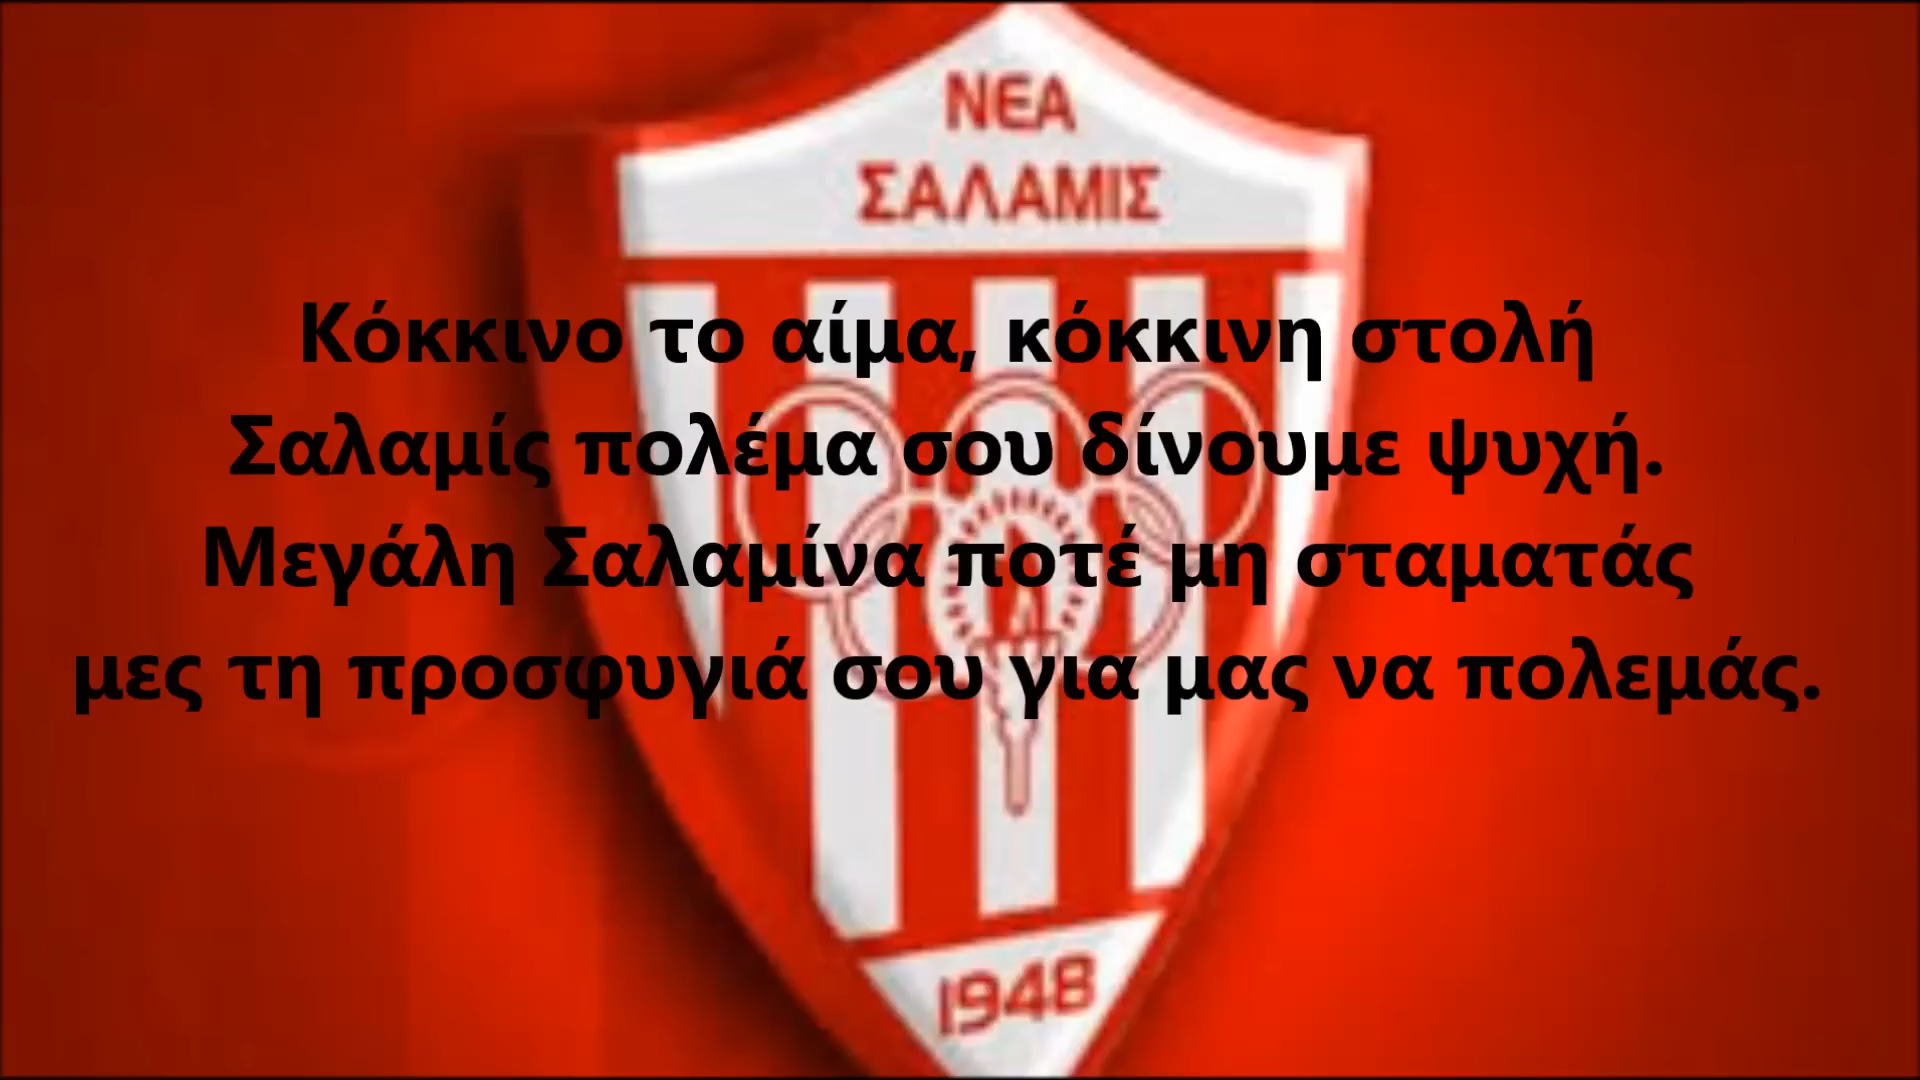 ΝΕΑ
ΣΑΛΑΜΙΣ
Κόκκινο το αίμα, κόκκινη στολή
Σαλαμίς πολέμα σου δίνουμε ψυχή.
Μεγάλη Σαλαμίνα ποτέ μη σταματάς
μες τη προσφυγιά σου για μας να πολεμάς.
1948